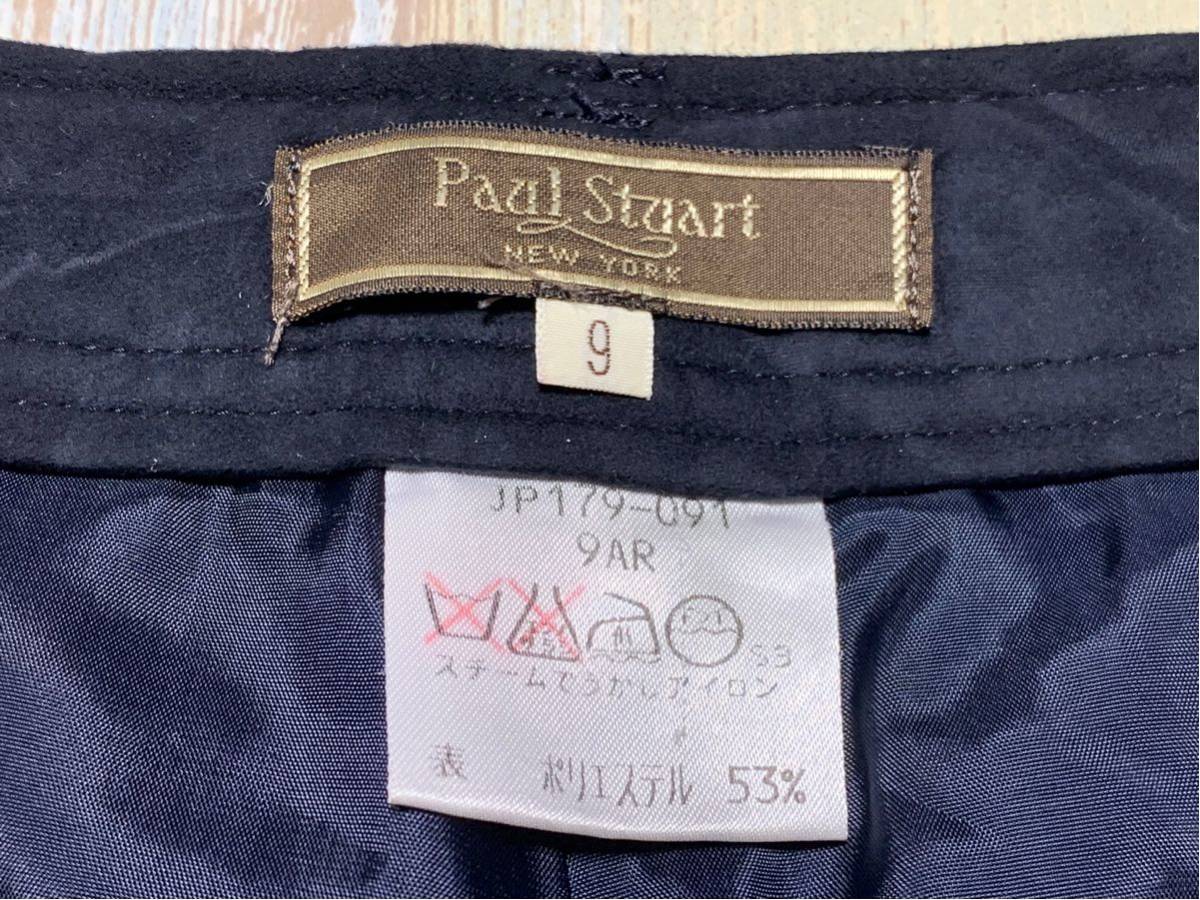 Paul Stuart
NEW YORK
9
JP179-091
9AR
S3
スチームでうかしアイロン
表 ポリエステル 53%